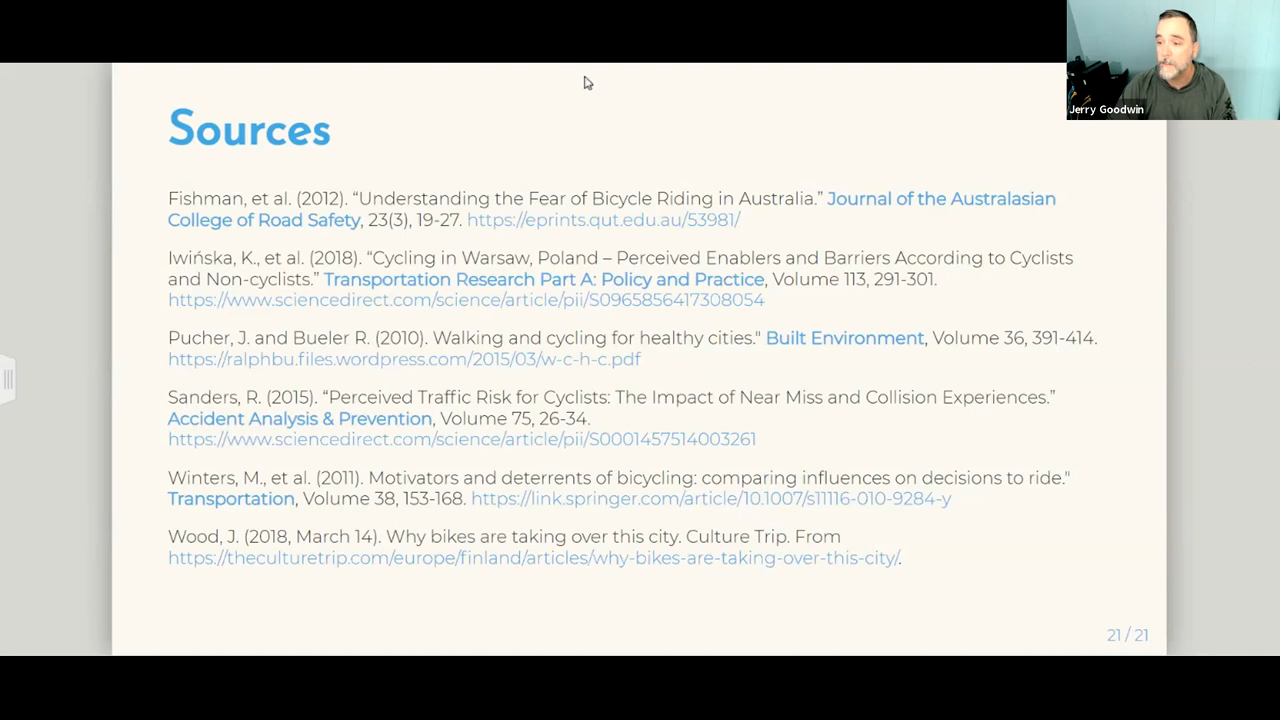 Jerry Goodwin
Sources
Fishman, et al. (2012). “Understanding the Fear of Bicycle Riding in Australia.” Journal of the Australasian
College of Road Safety, 23(3), 19-27. https://eprints.qut.edu.au/53981/
Iwińska, K., et al. (2018). “Cycling in Warsaw, Poland – Perceived Enablers and Barriers According to Cyclists
and Non-cyclists.” Transportation Research Part A: Policy and Practice, Volume 113, 291-301.
https://www.sciencedirect.com/science/article/pii/S0965856417308054
Pucher, J. and Bueler R. (2010). Walking and cycling for healthy cities." Built Environment, Volume 36, 391-414.
https://ralphbu.files.wordpress.com/2015/03/w-c-h-c.pdf
Sanders, R. (2015). “Perceived Traffic Risk for Cyclists: The Impact of Near Miss and Collision Experiences.”
Accident Analysis & Prevention, Volume 75, 26-34.
https://www.sciencedirect.com/science/article/pii/S0001457514003261
Winters, M., et al. (2011). Motivators and deterrents of bicycling: comparing influences on decisions to ride."
Transportation, Volume 38, 153-168. https://link.springer.com/article/10.1007/s11116-010-9284-y
Wood, J. (2018, March 14). Why bikes are taking over this city. Culture Trip. From
https://theculturetrip.com/europe/finland/articles/why-bikes-are-taking-over-this-city/.
21 / 21